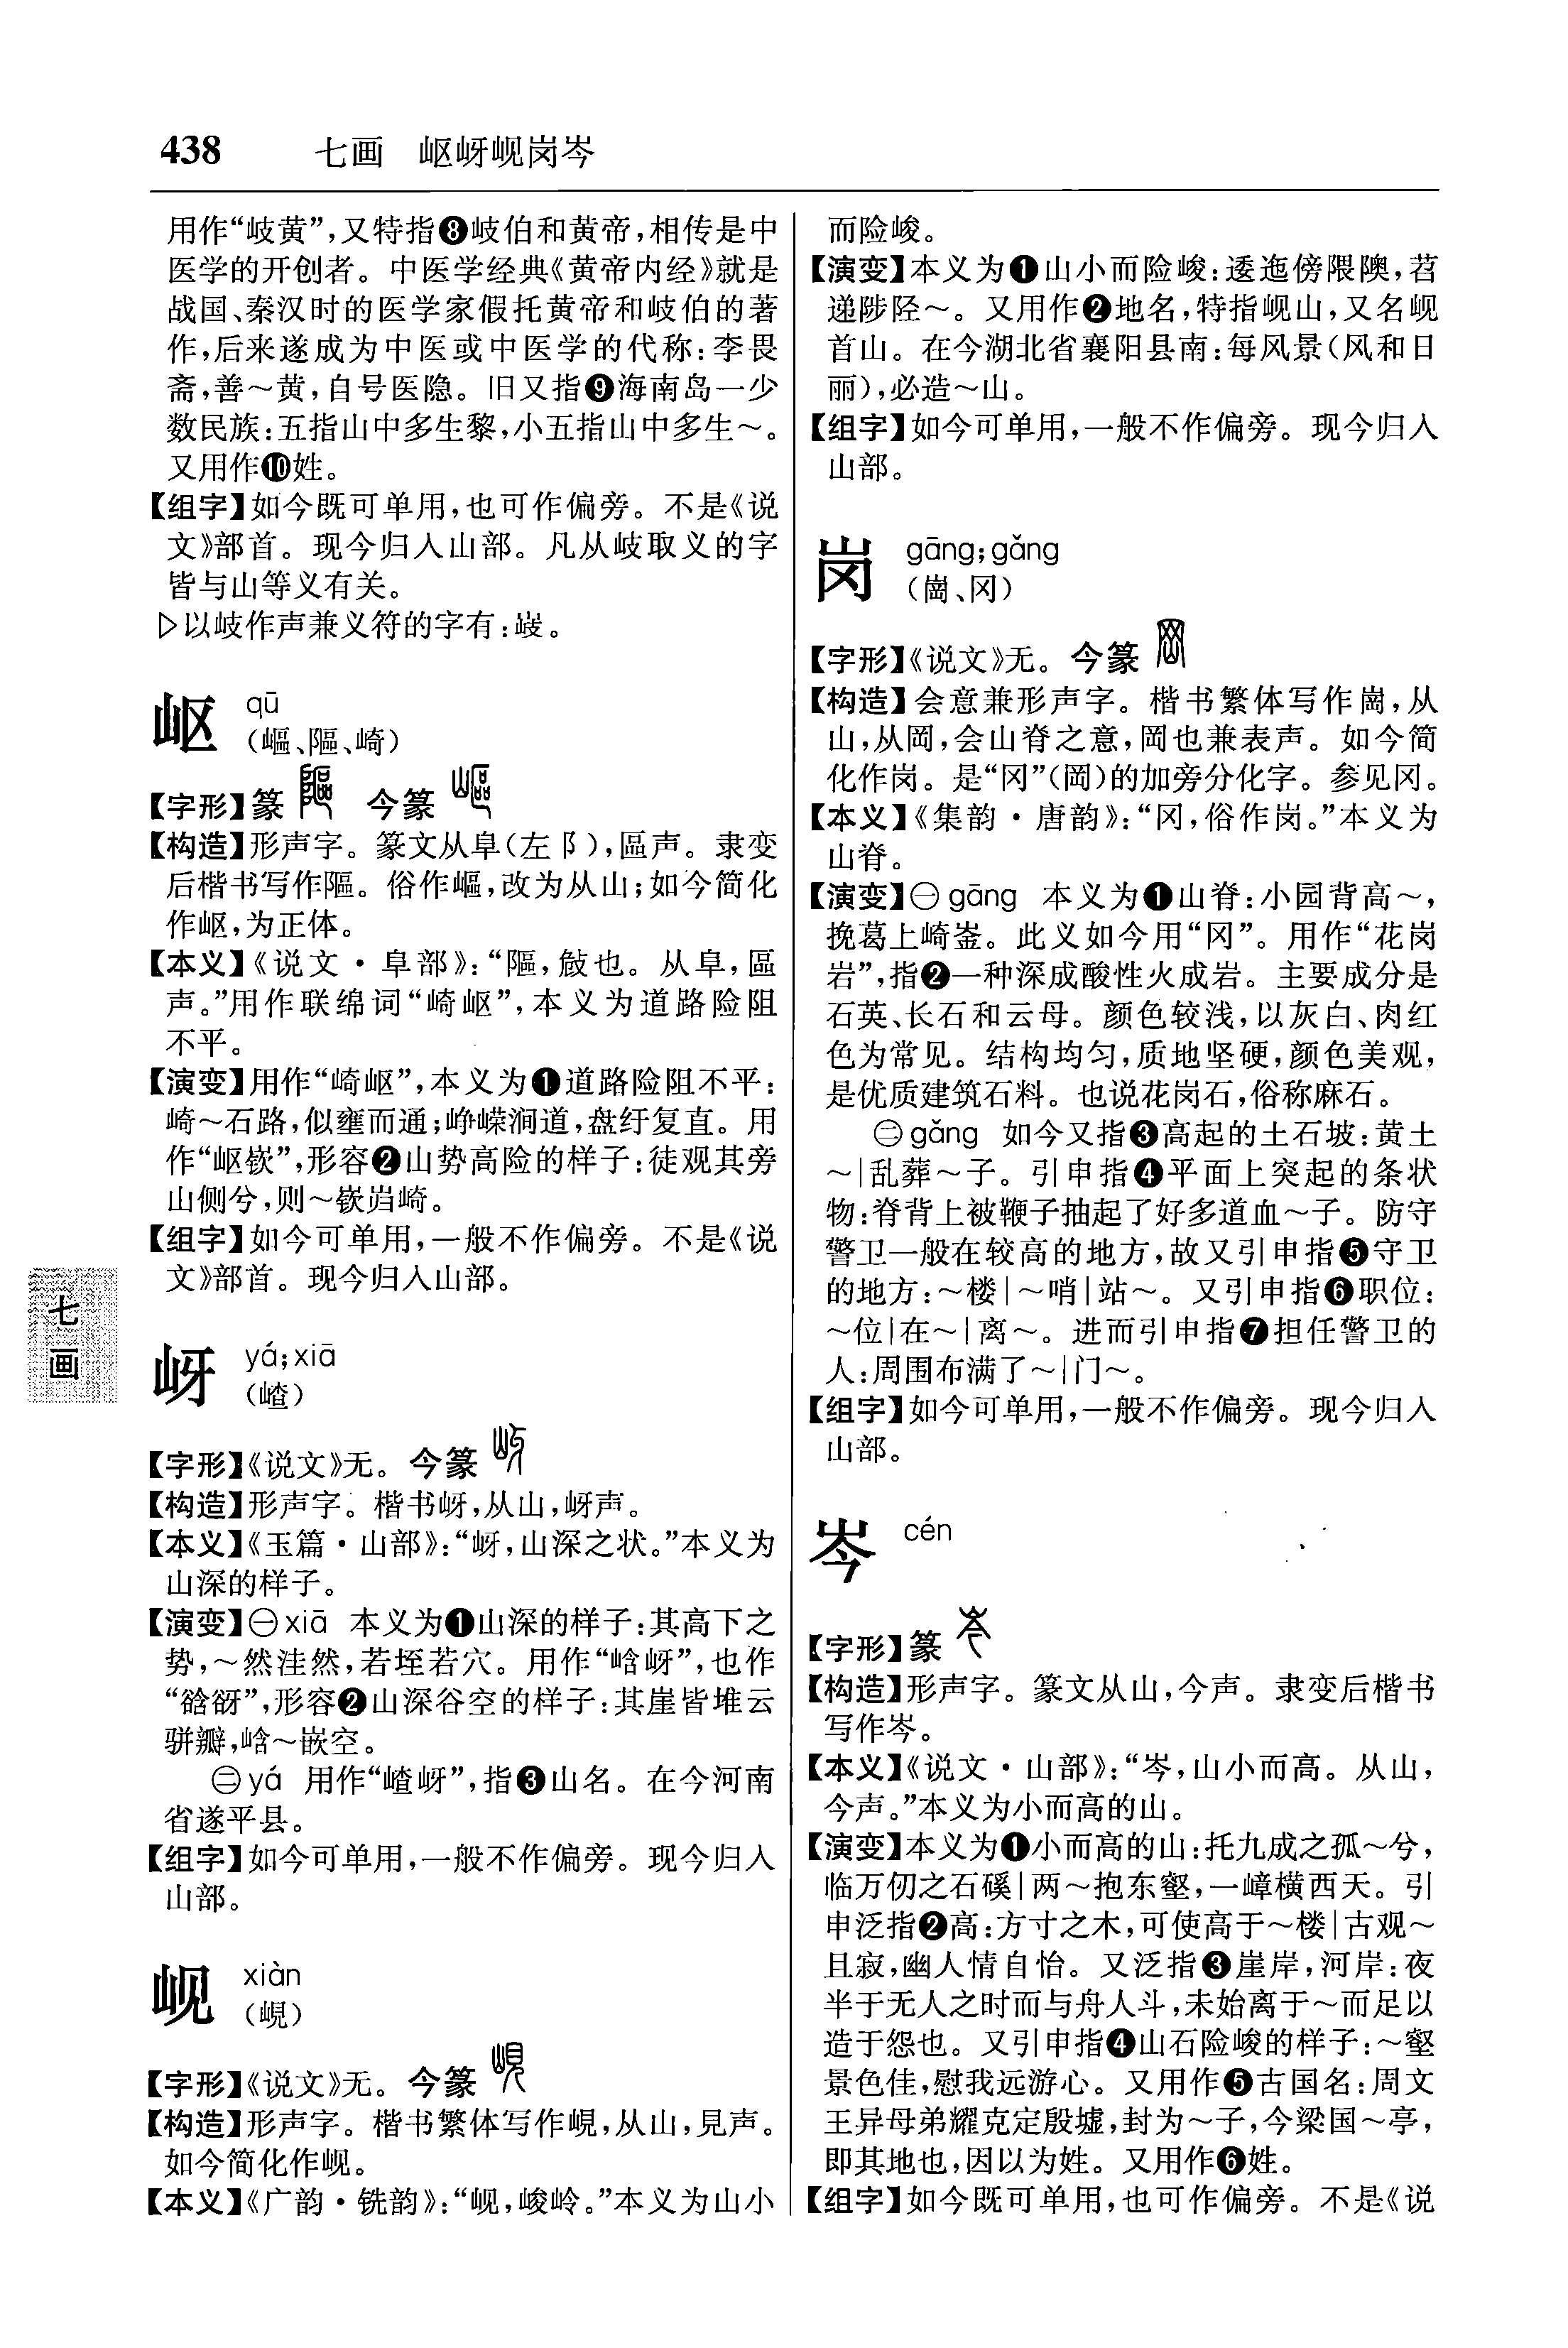 438 七画 岖岈岘岗岑
用作“岐黄”,又特指❽岐伯和黄帝,相传是中
医学的开创者。中医学经典《黄帝内经》就是
战国、秦汉时的医学家假托黄帝和岐伯的著
作,后来遂成为中医或中医学的代称:李畏
斋,善～黄,自号医隐。旧又指❾海南岛一少
数民族:五指山中多生黎,小五指山中多生～。
又用作❿姓。
【组字】如今既可单用,也可作偏旁。不是《说
文》部首。现今归入山部。凡从岐取义的字
皆与山等义有关。
▷以岐作声兼义符的字有:嵏。
岖 qū
(嶇、隁、崎)
【字形】篆 今篆
【构造】形声字。篆文从阜(左阝),區声。隶变
后楷书写作隁。俗作嶇,改为从山;如今简化
作岖,为正体。
【本义】《说文·阜部》:“隁,敧也。从阜,區
声。”用作联绵词“崎岖”,本义为道路险阻
不平。
【演变】用作“崎岖”,本义为❶道路险阻不平:
崎～石路,似壅而通;峥嵘涧道,盘纡复直。用
作“岖嵚”,形容❷山势高险的样子:徒观其旁
山侧兮,则～嵚岿崎。
【组字】如今可单用,一般不作偏旁。不是《说
文》部首。现今归入山部。
七画
岈 yá;xiā
(嵖)
【字形】《说文》无。今篆
【构造】形声字。楷书岈,从山,岈声。
【本义】《玉篇·山部》:“岈,山深之状。”本义为
山深的样子。
【演变】㊀xiā 本义为❶山深的样子:其高下之
势,～然洼然,若垤若穴。用作“岭岈”,也作
“谽谺”,形容❷山深谷空的样子:其崖皆堆云
骈瓣,峆～嵌空。
㊁yá 用作“嵖岈”,指❸山名。在今河南
省遂平县。
【组字】如今可单用,一般不作偏旁。现今归入
山部。
岘 xiàn
(峴)
【字形】《说文》无。今篆
【构造】形声字。楷书繁体写作峴,从山,見声。
如今简化作岘。
【本义】《广韵·铣韵》:“岘,峻岭。”本义为山小
而险峻。
【演变】本义为❶山小而险峻:逶迤傍隈隩,苕
递陟陉～。又用作❷地名,特指岘山,又名岘
首山。在今湖北省襄阳县南:每风景(风和日
丽),必造～山。
【组字】如今可单用,一般不作偏旁。现今归入
山部。
岗 gāng;gǎng
(崗、冈)
【字形】《说文》无。今篆
【构造】会意兼形声字。楷书繁体写作崗,从
山,从岡,会山脊之意,岡也兼表声。如今简
化作岗。是“冈”(岡)的加旁分化字。参见冈。
【本义】《集韵·唐韵》:“冈,俗作岗。”本义为
山脊。
【演变】㊀gāng 本义为❶山脊:小园背高～,
挽葛上崎崟。此义如今用“冈”。用作“花岗
岩”,指❷一种深成酸性火成岩。主要成分是
石英、长石和云母。颜色较浅,以灰白、肉红
色为常见。结构均匀,质地坚硬,颜色美观,
是优质建筑石料。也说花岗石,俗称麻石。
㊁gǎng 如今又指❸高起的土石坡:黄土
～|乱葬～子。引申指❹平面上突起的条状
物:脊背上被鞭子抽起了好多道血～子。防守
警卫一般在较高的地方,故又引申指❺守卫
的地方:～楼|～哨|站～。又引申指❻职位:
～位|在～|离～。进而引申指❼担任警卫的
人:周围布满了～|门～。
【组字】如今可单用,一般不作偏旁。现今归入
山部。
岑 cén
【字形】篆
【构造】形声字。篆文从山,今声。隶变后楷书
写作岑。
【本义】《说文·山部》:“岑,山小而高。从山,
今声。”本义为小而高的山。
【演变】本义为❶小而高的山:托九成之孤～兮,
临万仞之石磎|两～抱东壑,一嶂横西天。引
申泛指❷高:方寸之木,可使高于～楼|古观～
且寂,幽人情自怡。又泛指❸崖岸,河岸:夜
半于无人之时而与舟人斗,未始离于～而足以
造于怨也。又引申指❹山石险峻的样子:～壑
景色佳,慰我远游心。又用作❺古国名:周文
王异母弟耀克定殷墟,封为～子,今梁国～亭,
即其地也,因以为姓。又用作❻姓。
【组字】如今既可单用,也可作偏旁。不是《说